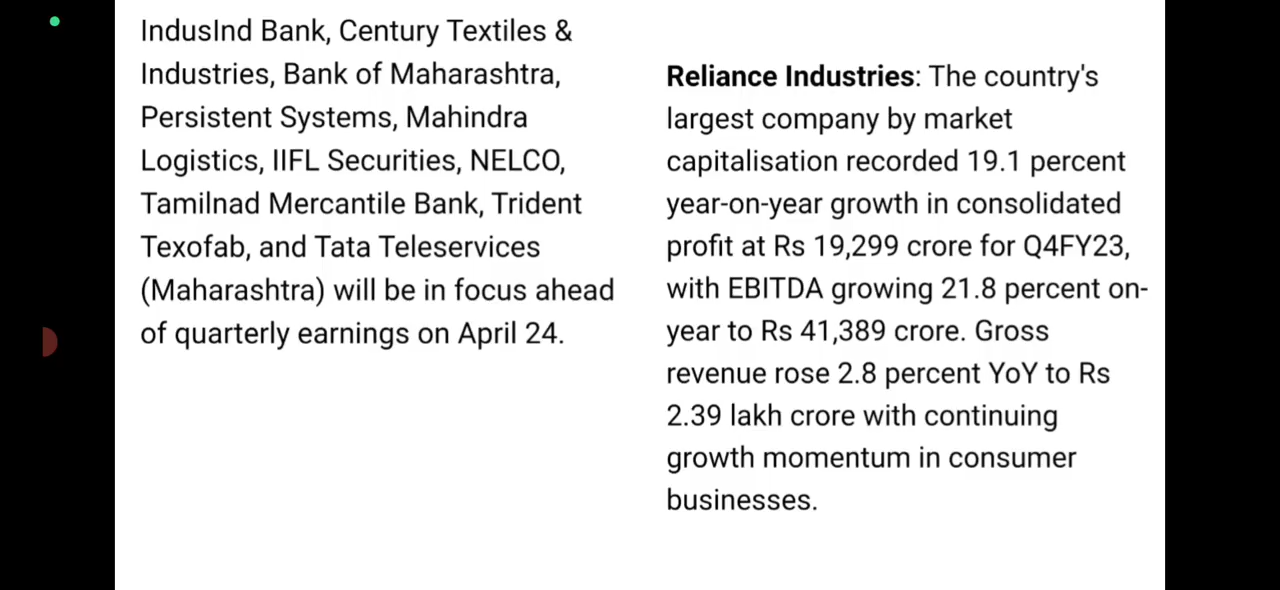 IndusInd Bank, Century Textiles &
Industries, Bank of Maharashtra,
Persistent Systems, Mahindra
Logistics, IIFL Securities, NELCO,
Tamilnad Mercantile Bank, Trident
Texofab, and Tata Teleservices
(Maharashtra) will be in focus ahead
of quarterly earnings on April 24.
Reliance Industries: The country's
largest company by market
capitalisation recorded 19.1 percent
year-on-year growth in consolidated
profit at Rs 19,299 crore for Q4FY23,
with EBITDA growing 21.8 percent on-
year to Rs 41,389 crore. Gross
revenue rose 2.8 percent YoY to Rs
2.39 lakh crore with continuing
growth momentum in consumer
businesses.